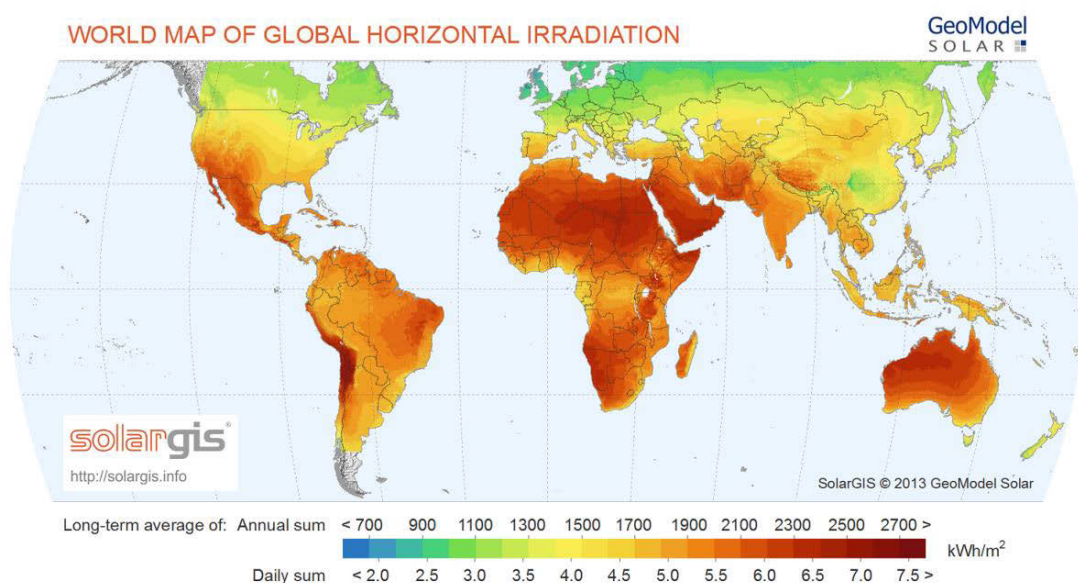 WORLD MAP OF GLOBAL HORIZONTAL IRRADIATION
GeoModel
SOLAR
solargis®
http://solargis.info
SolarGIS © 2013 GeoModel Solar
Long-term average of: Annual sum < 700 900 1100 1300 1500 1700 1900 2100 2300 2500 2700 >
kWh/m²
Daily sum < 2.0 2.5 3.0 3.5 4.0 4.5 5.0 5.5 6.0 6.5 7.0 7.5 >